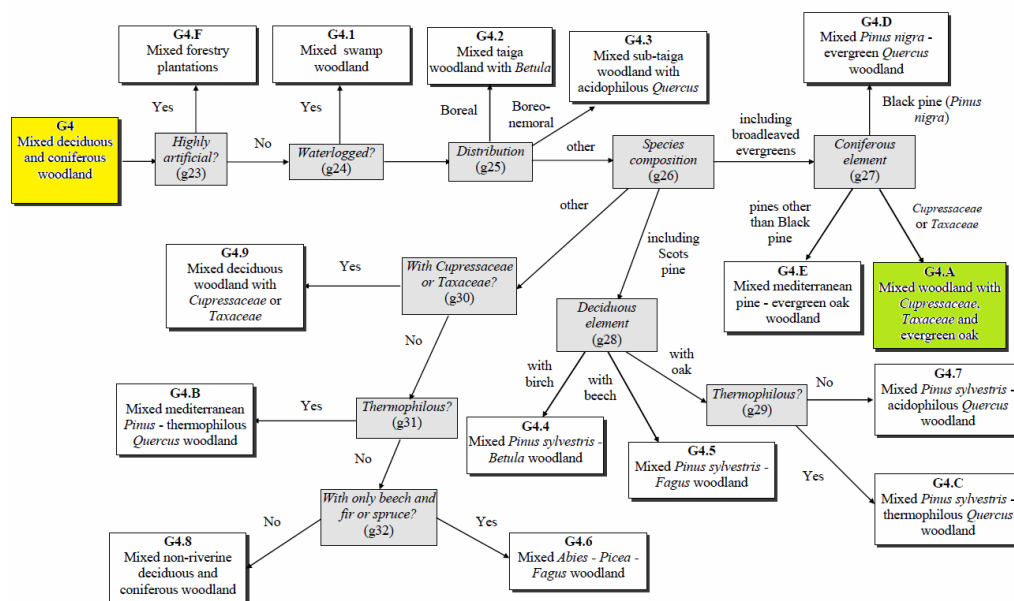 G4.F
Mixed forestry
plantations
G4.1
Mixed swamp
woodland
G4.2
Mixed taiga
woodland with Betula
G4.3
Mixed sub-taiga
woodland with
acidophilous Quercus
G4.D
Mixed Pinus nigra -
evergreen Quercus
woodland
Yes
Yes
Boreal
Boreo-
nemoral
including
broadleaved
evergreens
Black pine (Pinus
nigra)
G4
Mixed deciduous
and coniferous
woodland
Highly
artificial?
(g23)
No
Waterlogged?
(g24)
Distribution
(g25)
other
Species
composition
(g26)
Coniferous
element
(g27)
other
including
Scots
pine
pines other
than Black
pine
Cupressaceae
or Taxaceae
G4.9
Mixed deciduous
woodland with
Cupressaceae or
Taxaceae
Yes
With Cupressaceae
or Taxaceae?
(g30)
G4.E
Mixed mediterranean
pine - evergreen oak
woodland
G4.A
Mixed woodland with
Cupressaceae,
Taxaceae and
evergreen oak
Deciduous
element
(g28)
No
with
birch
with
beech
with
oak
Thermophilous?
(g29)
No
G4.7
Mixed Pinus sylvestris -
acidophilous Quercus
woodland
G4.B
Mixed mediterranean
Pinus - thermophilous
Quercus woodland
Yes
Thermophilous?
(g31)
G4.4
Mixed Pinus sylvestris -
Betula woodland
G4.5
Mixed Pinus sylvestris -
Fagus woodland
Yes
G4.C
Mixed Pinus sylvestris -
thermophilous Quercus
woodland
No
With only beech and
fir or spruce?
(g32)
No
Yes
G4.8
Mixed non-riverine
deciduous and
coniferous woodland
G4.6
Mixed Abies - Picea -
Fagus woodland